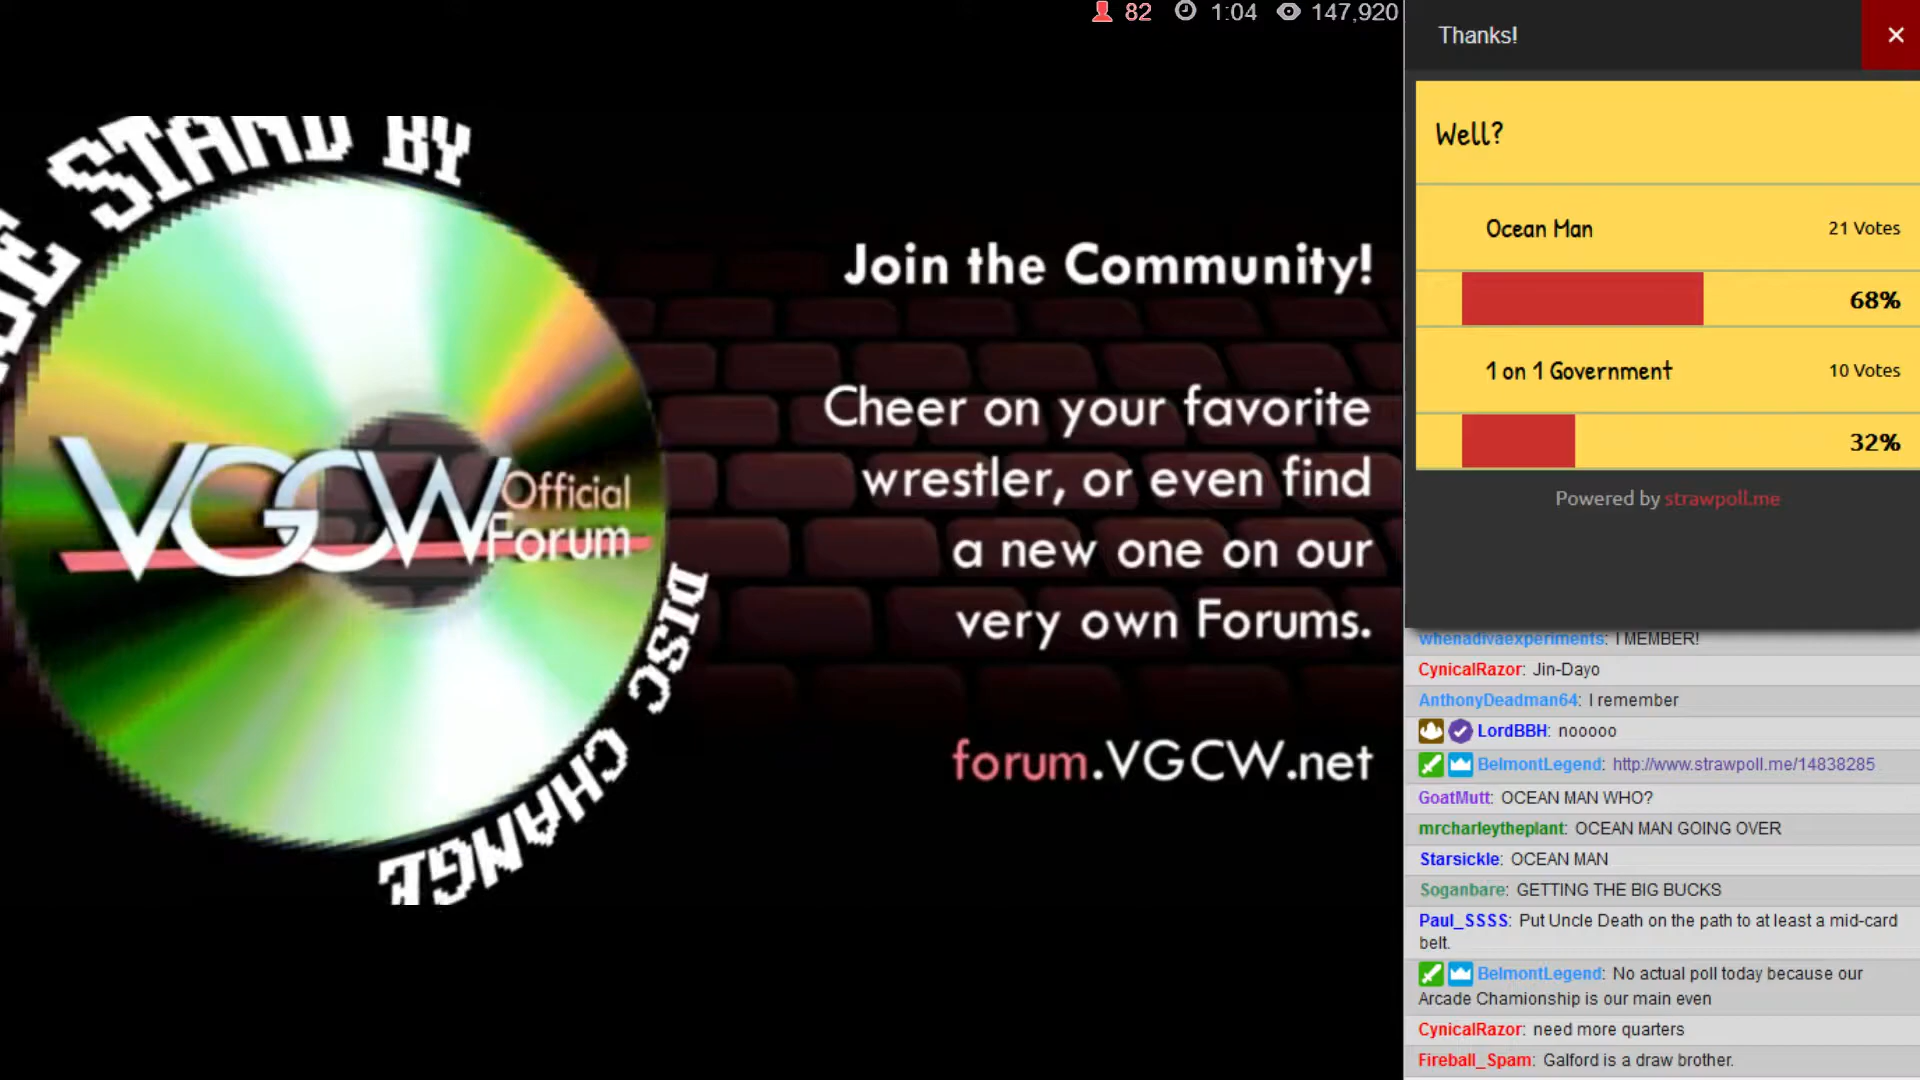 82 1:04 147,920
STAND BY
DISC CHANGE
VGCW Official
Forum
Join the Community!
Cheer on your favorite
wrestler, or even find
a new one on our
very own Forums.
forum.VGCW.net
Thanks!
Well?
Ocean Man 21 Votes
68%
1 on 1 Government 10 Votes
32%
Powered by strawpoll.me
whenadivaexperiments: I MEMBER!
CynicalRazor: Jin-Dayo
AnthonyDeadman64: I remember
LordBBH: nooooo
BelmontLegend: http://www.strawpoll.me/14838285
GoatMutt: OCEAN MAN WHO?
mrcharleytheplant: OCEAN MAN GOING OVER
Starsickle: OCEAN MAN
Soganbare: GETTING THE BIG BUCKS
Paul_SSSS: Put Uncle Death on the path to at least a mid-card
belt.
BelmontLegend: No actual poll today because our
Arcade Chamionship is our main even
CynicalRazor: need more quarters
Fireball_Spam: Galford is a draw brother.